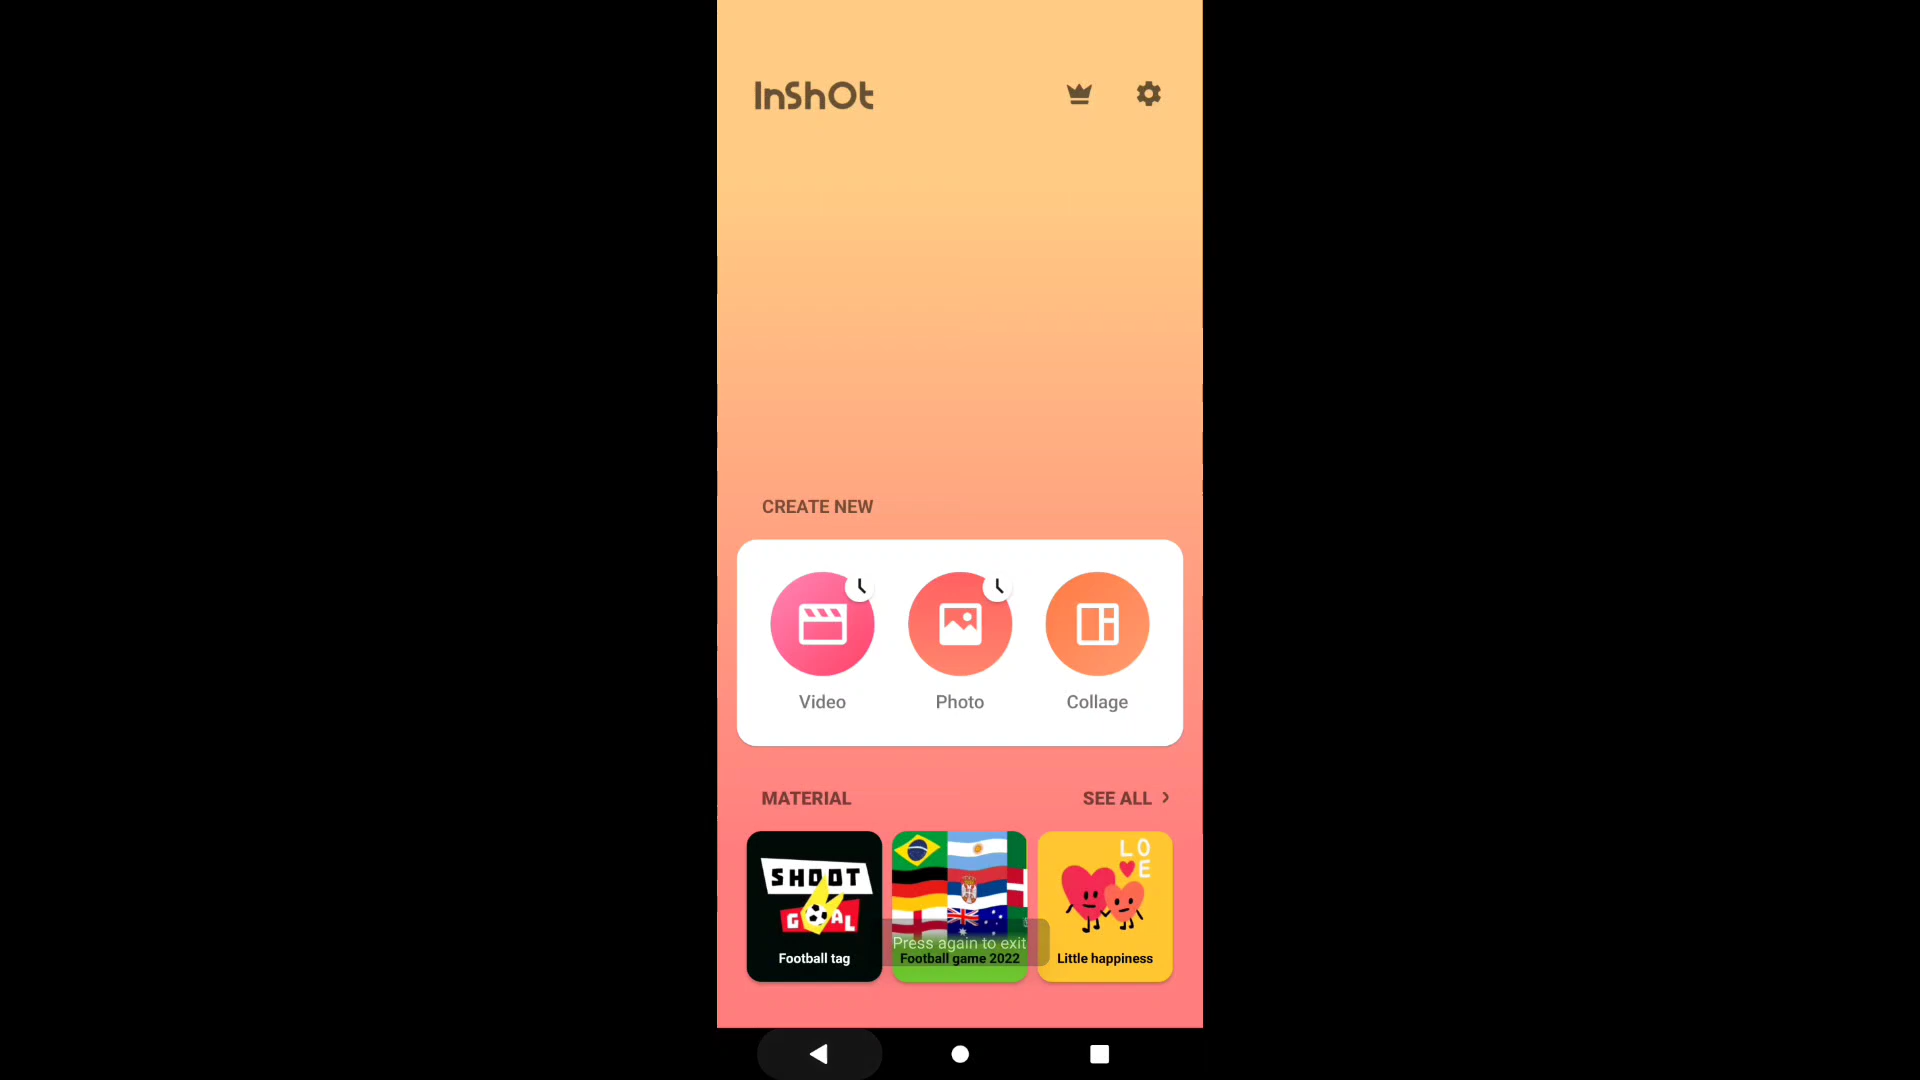 InShOt
CREATE NEW
Video
Photo
Collage
MATERIAL
SEE ALL
SHOOT
GOAL
Football tag
Press again to exit
Football game 2022
LO
E
Little happiness